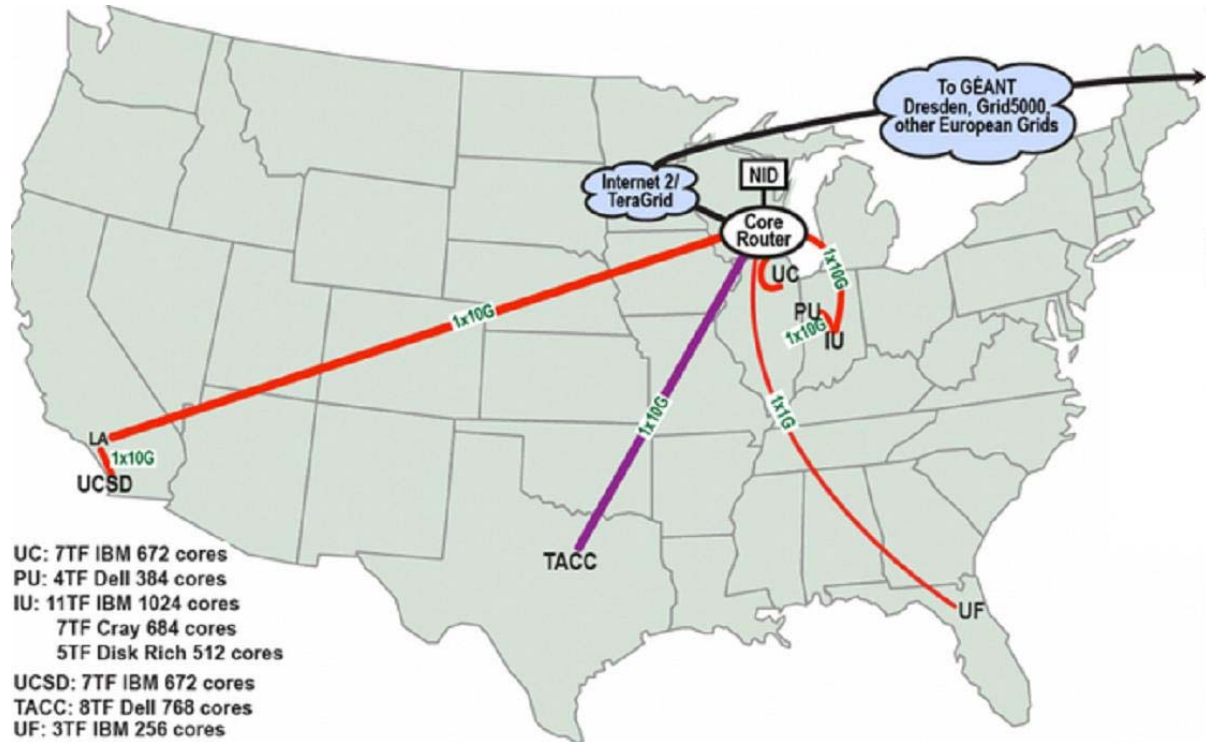 To GÉANT
Dresden, Grid5000,
other European Grids
Internet 2/
TeraGrid
NID
Core
Router
UC
1x10G
PU
1x10G
IU
1x10G
1x10G
1x1G
LA
1x10G
UCSD
TACC
UF
UC: 7TF IBM 672 cores
PU: 4TF Dell 384 cores
IU: 11TF IBM 1024 cores
7TF Cray 684 cores
5TF Disk Rich 512 cores
UCSD: 7TF IBM 672 cores
TACC: 8TF Dell 768 cores
UF: 3TF IBM 256 cores